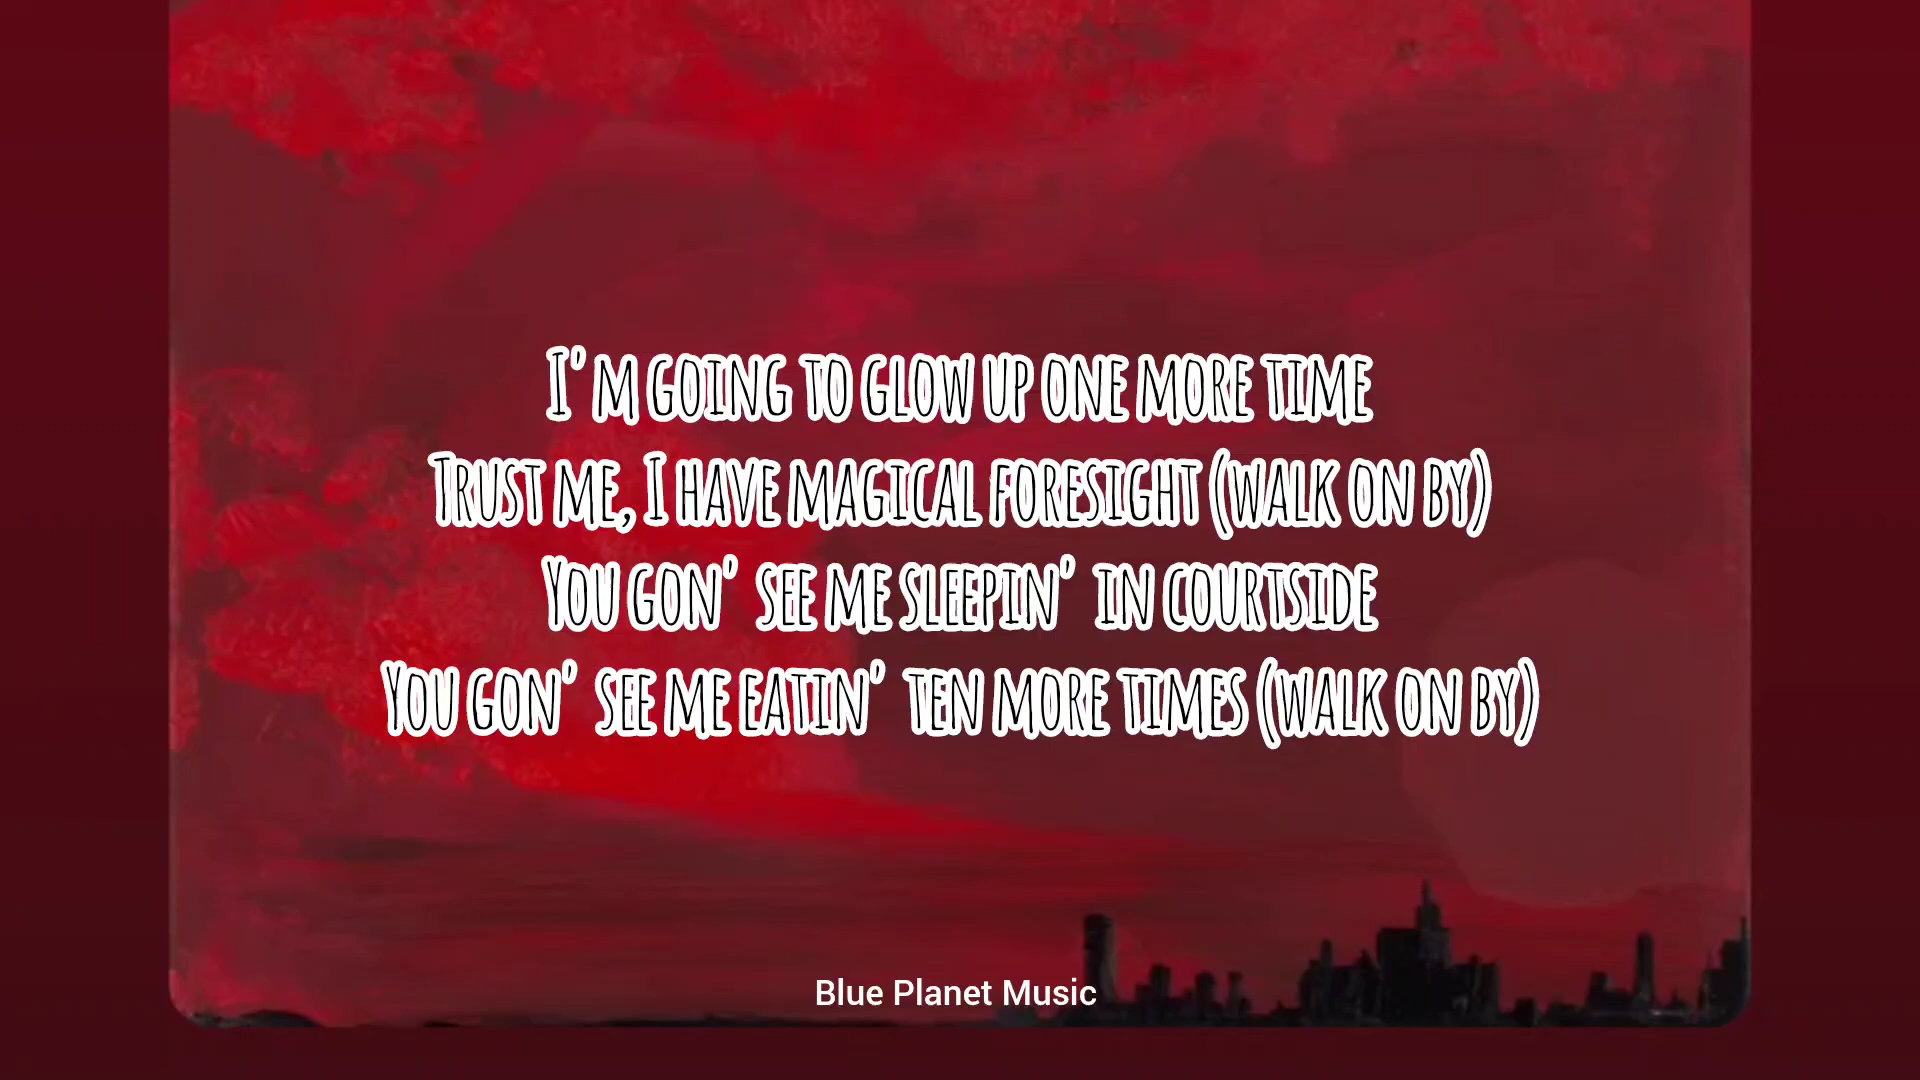 I'm going to glow up one more time
Trust me, I have magical foresight (walk on by)
You gon' see me sleepin' in courtside
You gon' see me eatin' ten more times (walk on by)
Blue Planet Music